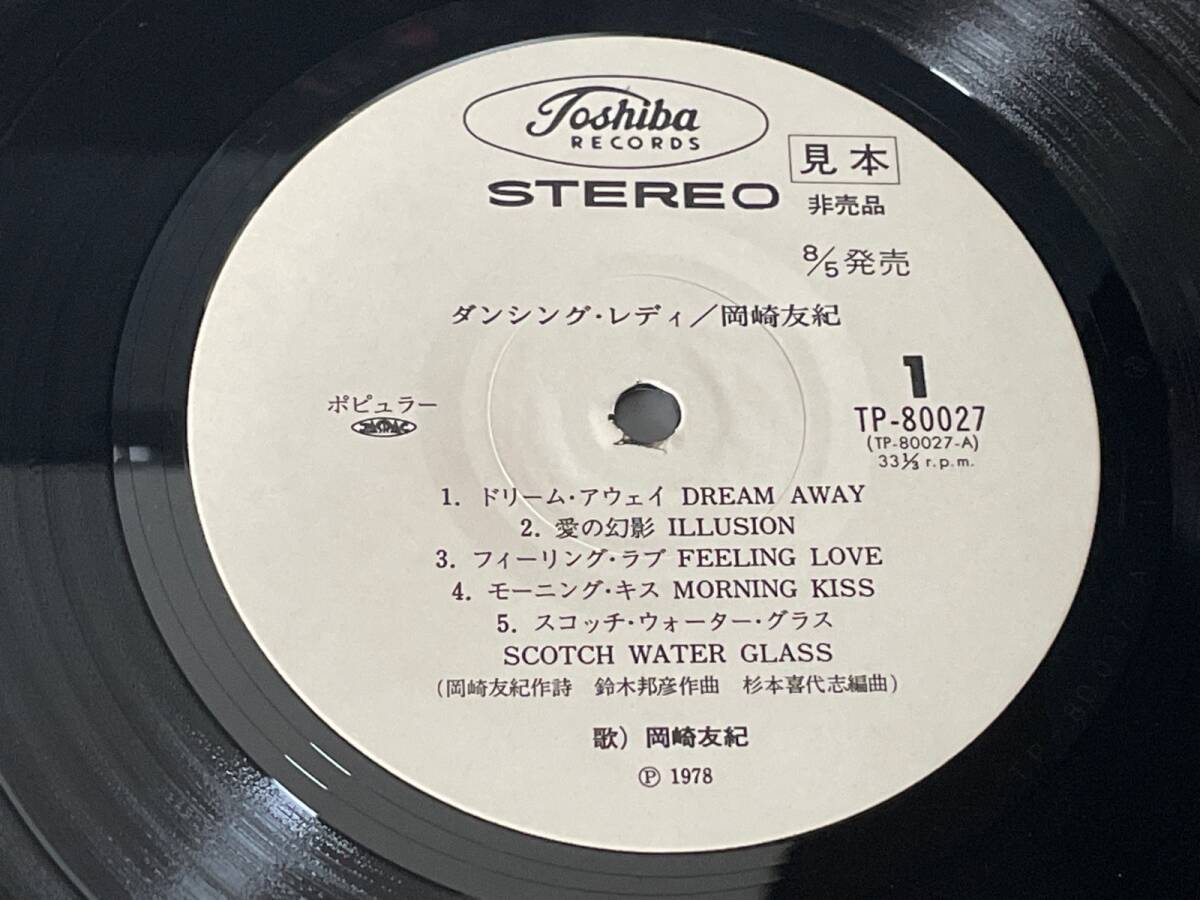 Toshiba
RECORDS
STEREO
見本
非売品
8/5発売
ダンシング・レディ/岡崎友紀
ポピュラー
JASRAC
1
TP-80027
(TP-80027-A)
33⅓ r.p.m.
1. ドリーム・アウェイ DREAM AWAY
2. 愛の幻影 ILLUSION
3. フィーリング・ラブ FEELING LOVE
4. モーニング・キス MORNING KISS
5. スコッチ・ウォーター・グラス
SCOTCH WATER GLASS
(岡崎友紀作詩 鈴木邦彦作曲 杉本喜代志編曲)
歌) 岡崎友紀
Ⓟ 1978